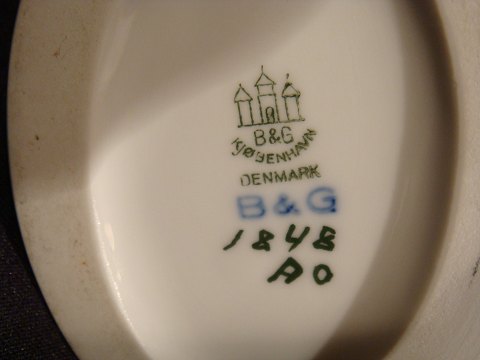 B&G
KJØBENHAVN
DENMARK
B & G
1848
AO